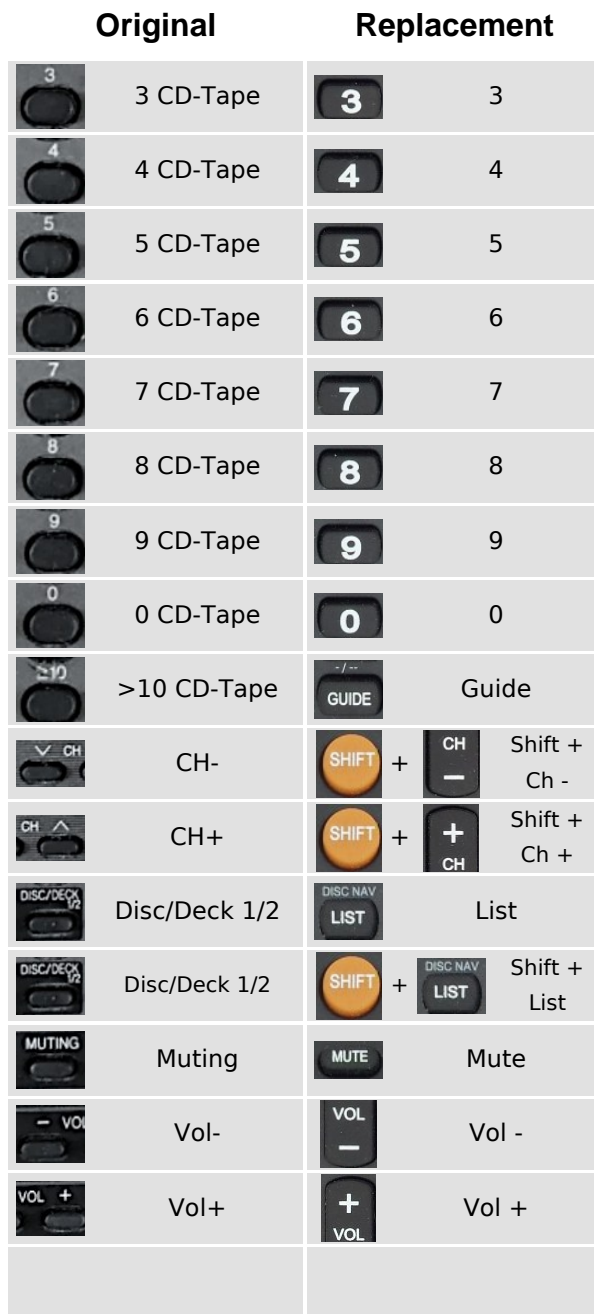 Original Replacement
3 3 CD-Tape 3 3
4 4 CD-Tape 4 4
5 5 CD-Tape 5 5
6 6 CD-Tape 6 6
7 7 CD-Tape 7 7
8 8 CD-Tape 8 8
9 9 CD-Tape 9 9
0 0 CD-Tape 0 0
≥10 >10 CD-Tape -/-- GUIDE Guide
CH CH- SHIFT + CH − Shift +
Ch -
CH CH+ SHIFT + + CH Shift +
Ch +
DISC/DECK 1/2 Disc/Deck 1/2 DISC NAV LIST List
DISC/DECK 1/2 Disc/Deck 1/2 SHIFT + DISC NAV LIST Shift +
List
MUTING Muting MUTE Mute
− VOL Vol- VOL − Vol -
VOL + Vol+ + VOL Vol +